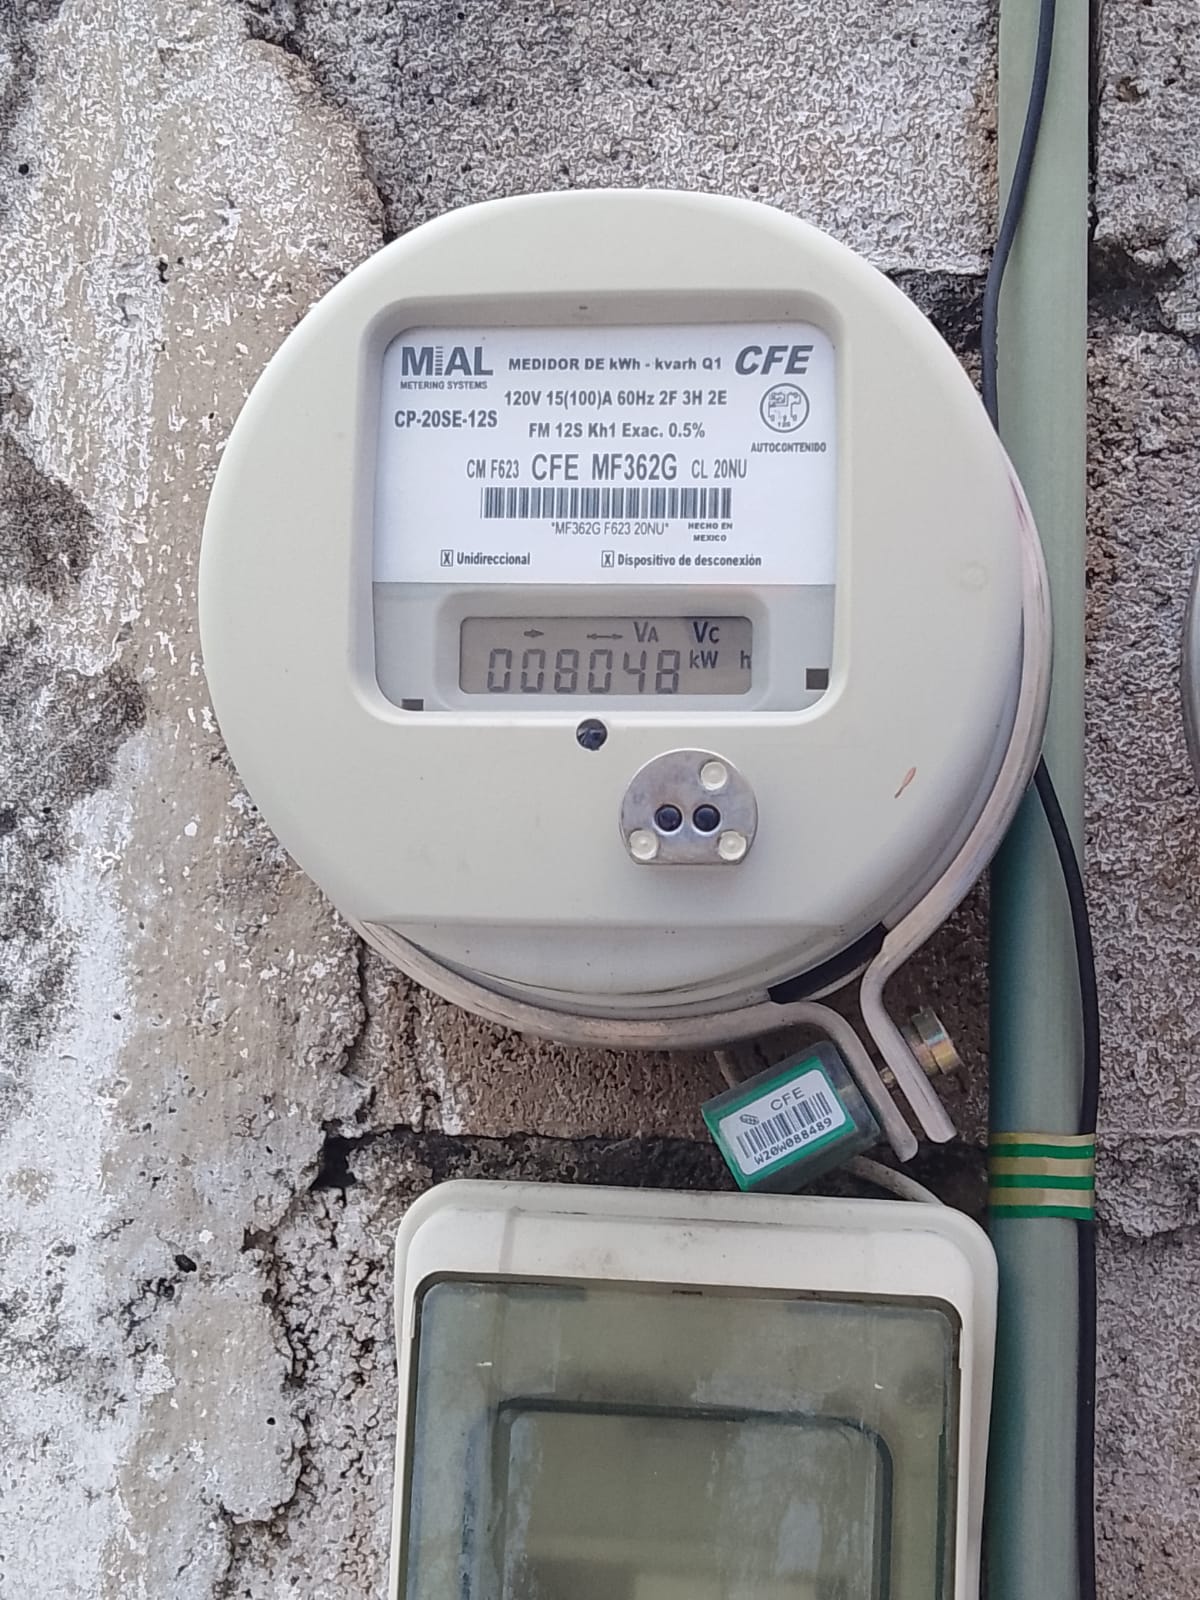 MIAL
METERING SYSTEMS
MEDIDOR DE kWh - kvarh Q1
CFE
120V 15(100)A 60Hz 2F 3H 2E
CP-20SE-12S
FM 12S Kh1 Exac. 0.5%
AUTOCONTENIDO
CM F623 CFE MF362G CL 20NU
*MF362G F623 20NU*
HECHO EN
MEXICO
X Unidireccional
X Dispositivo de desconexión
VA VC
008048 kW h
CFE
W20W088489